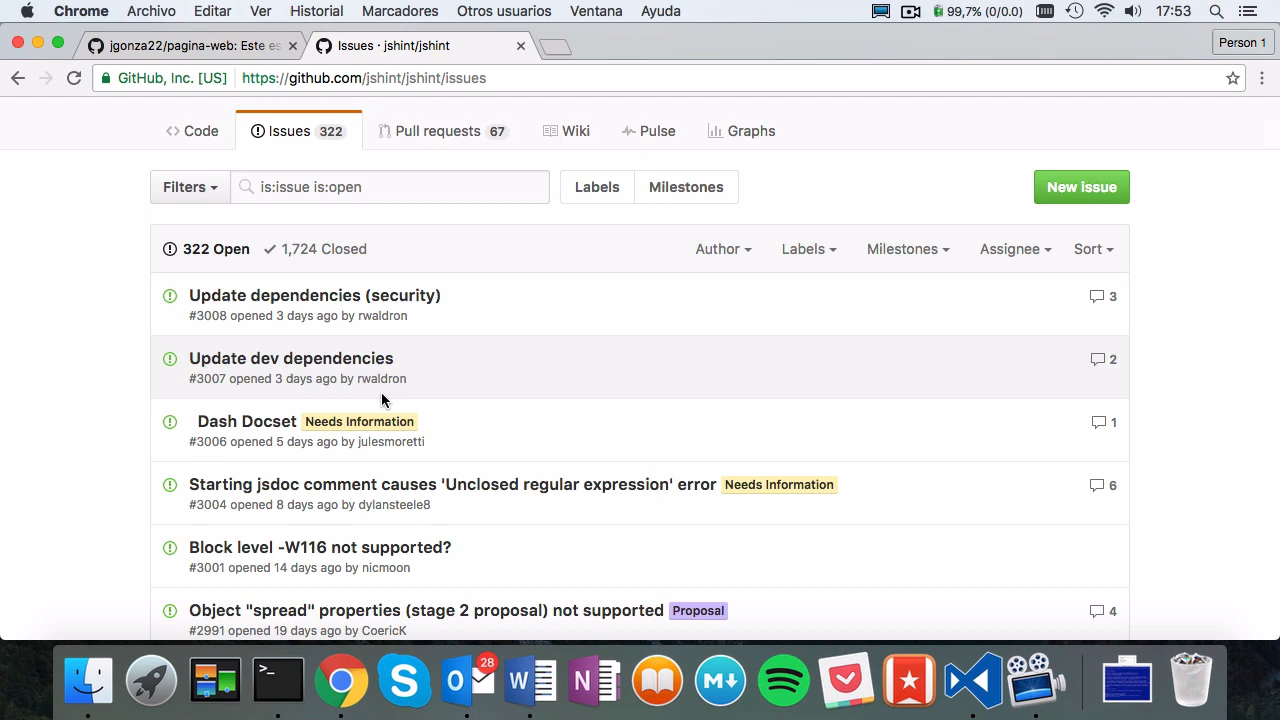 Chrome Archivo Editar Ver Historial Marcadores Otros usuarios Ventana Ayuda 99,7% (0/0.0) 17:53
jgonza22/pagina-web: Este es Issues · jshint/jshint Person 1
GitHub, Inc. [US] https://github.com/jshint/jshint/issues
Code Issues 322 Pull requests 67 Wiki Pulse Graphs
Filters is:issue is:open Labels Milestones New issue
322 Open 1,724 Closed Author Labels Milestones Assignee Sort
Update dependencies (security) 3
#3008 opened 3 days ago by rwaldron
Update dev dependencies 2
#3007 opened 3 days ago by rwaldron
Dash Docset Needs Information 1
#3006 opened 5 days ago by julesmoretti
Starting jsdoc comment causes 'Unclosed regular expression' error Needs Information 6
#3004 opened 8 days ago by dylansteele8
Block level -W116 not supported?
#3001 opened 14 days ago by nicmoon
Object "spread" properties (stage 2 proposal) not supported Proposal 4
#2991 opened 19 days ago by CoericK
28